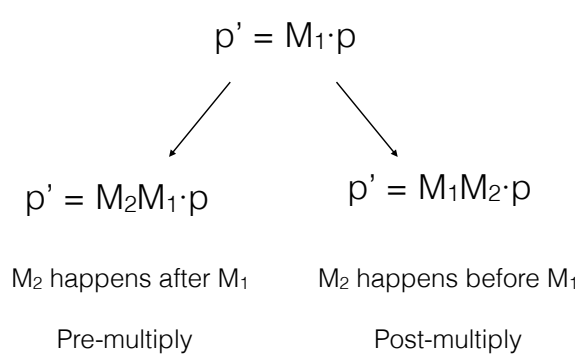 p’ = M₁·p
p’ = M₂M₁·p
p’ = M₁M₂·p
M₂ happens after M₁
M₂ happens before M₁
Pre-multiply
Post-multiply